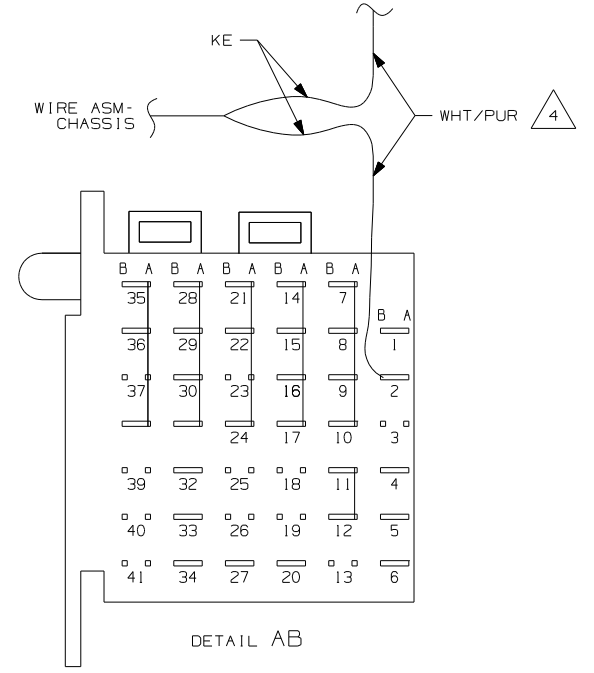 KE
WIRE ASM-
CHASSIS
WHT/PUR 4
B A B A B A B A B A
35 28 21 14 7
B A
36 29 22 15 8 1
37 30 23 16 9 2
24 17 10 3
39 32 25 18 11 4
40 33 26 19 12 5
41 34 27 20 13 6
DETAIL AB